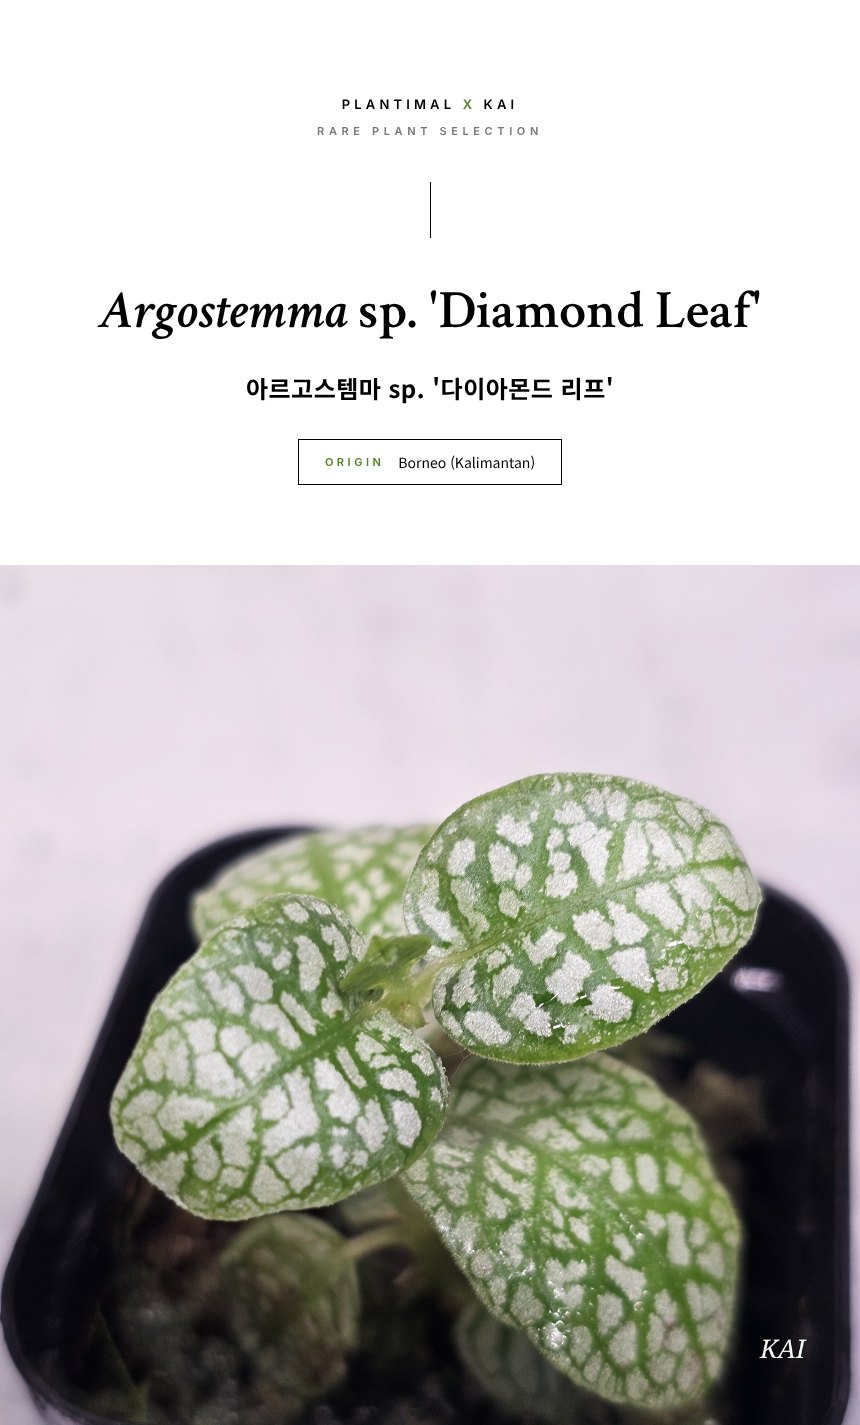 PLANTIMAL X KAI
RARE PLANT SELECTION
Argostemma sp. 'Diamond Leaf'
아르고스템마 sp. '다이아몬드 리프'
ORIGIN Borneo (Kalimantan)
KAI